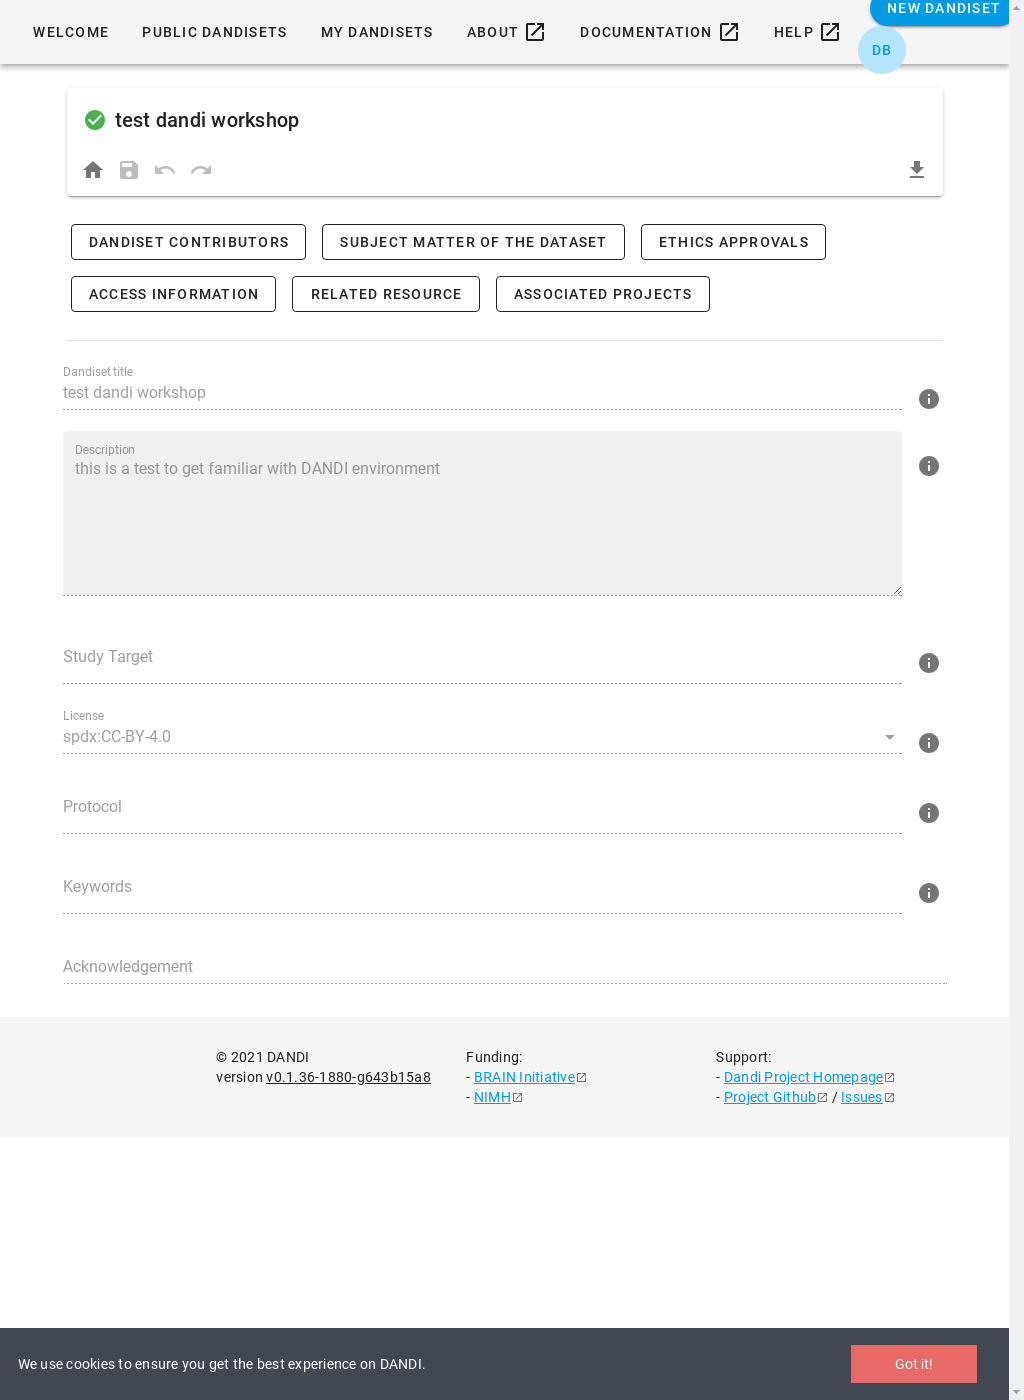 WELCOME PUBLIC DANDISETS MY DANDISETS ABOUT DOCUMENTATION HELP NEW DANDISET
DB
test dandi workshop
DANDISET CONTRIBUTORS SUBJECT MATTER OF THE DATASET ETHICS APPROVALS
ACCESS INFORMATION RELATED RESOURCE ASSOCIATED PROJECTS
Dandiset title
test dandi workshop
Description
this is a test to get familiar with DANDI environment
Study Target
License
spdx:CC-BY-4.0
Protocol
Keywords
Acknowledgement
© 2021 DANDI
version v0.1.36-1880-g643b15a8
Funding:
- BRAIN Initiative
- NIMH
Support:
- Dandi Project Homepage
- Project Github / Issues
We use cookies to ensure you get the best experience on DANDI.
Got it!